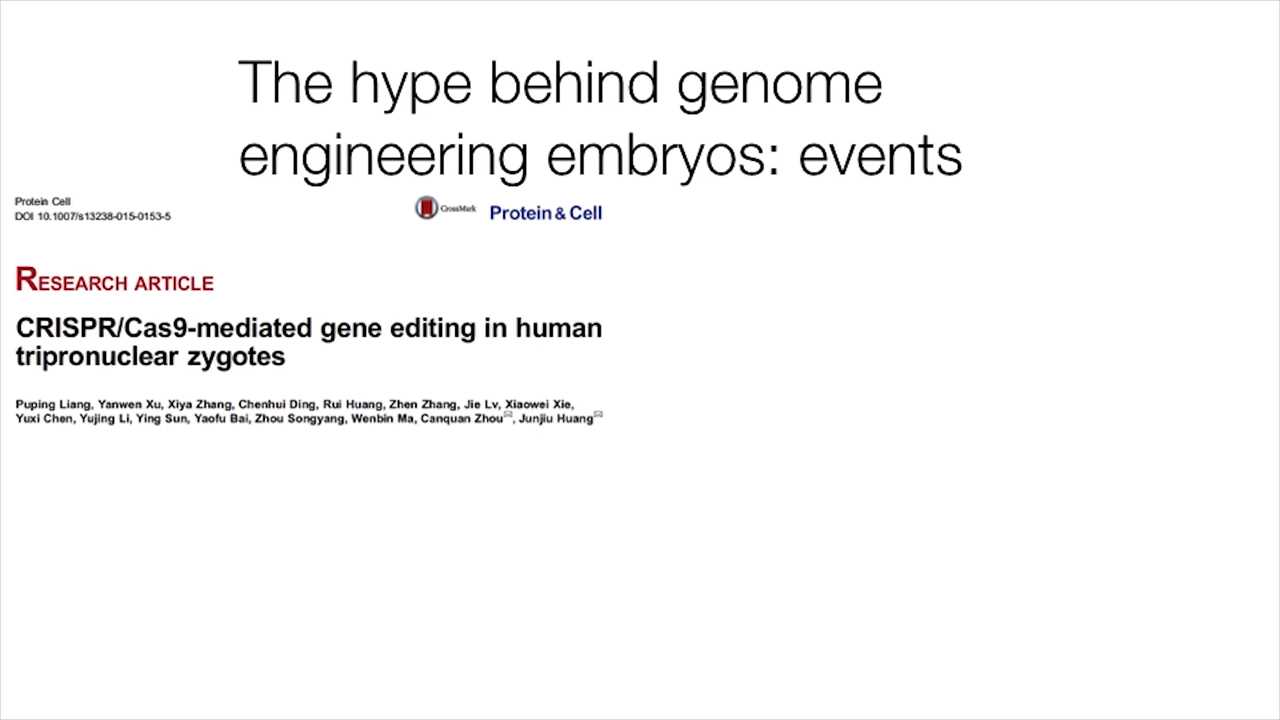 The hype behind genome
engineering embryos: events
Protein Cell
DOI 10.1007/s13238-015-0153-5
CrossMark
Protein & Cell
RESEARCH ARTICLE
CRISPR/Cas9-mediated gene editing in human
tripronuclear zygotes
Puping Liang, Yanwen Xu, Xiya Zhang, Chenhui Ding, Rui Huang, Zhen Zhang, Jie Lv, Xiaowei Xie,
Yuxi Chen, Yujing Li, Ying Sun, Yaofu Bai, Zhou Songyang, Wenbin Ma, Canquan Zhou, Junjiu Huang